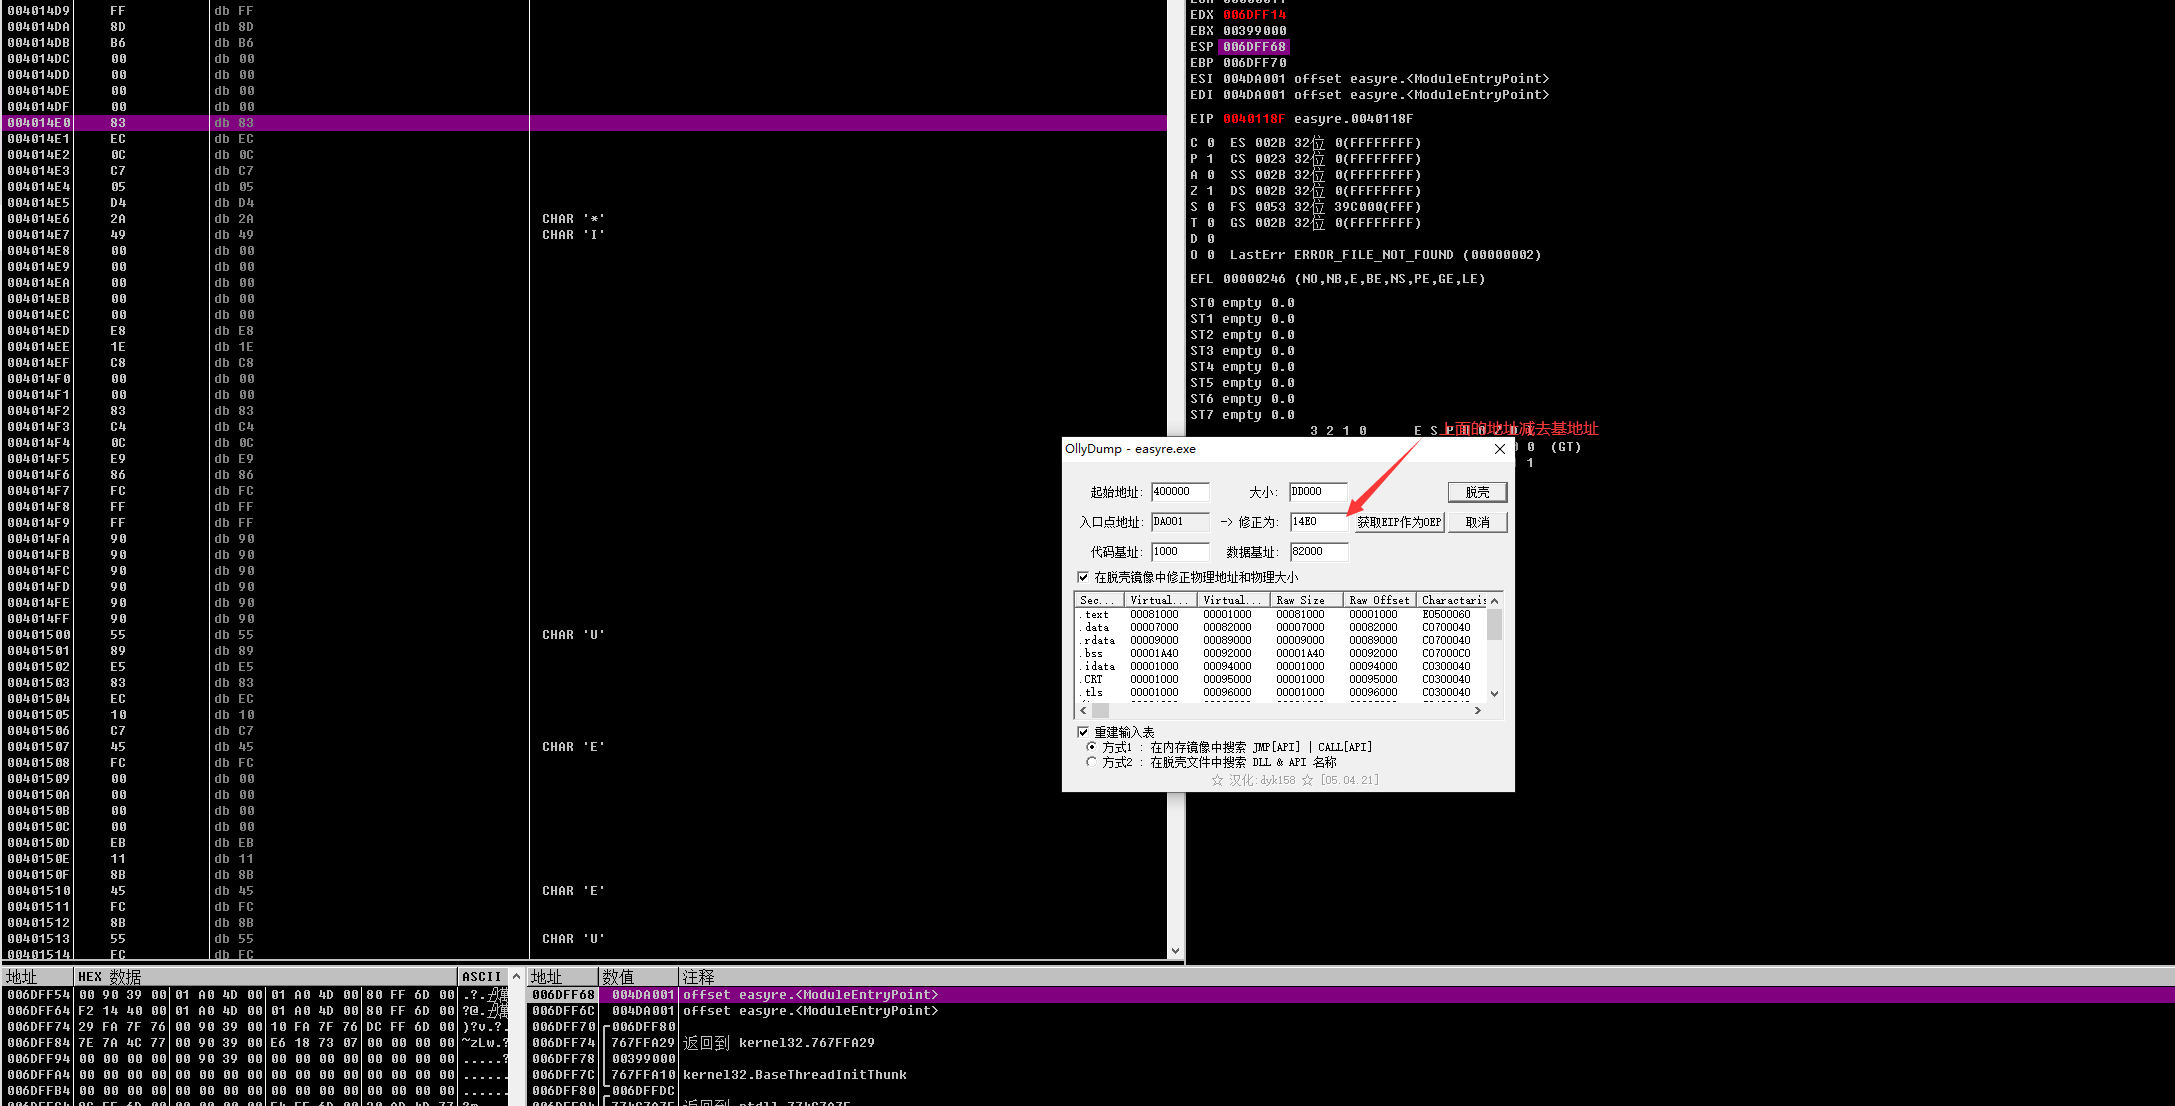 004014D9 FF db FF
004014DA 8D db 8D
004014DB B6 db B6
004014DC 00 db 00
004014DD 00 db 00
004014DE 00 db 00
004014DF 00 db 00
004014E0 83 db 83
004014E1 EC db EC
004014E2 0C db 0C
004014E3 C7 db C7
004014E4 05 db 05
004014E5 D4 db D4
004014E6 2A db 2A CHAR '*'
004014E7 49 db 49 CHAR 'I'
004014E8 00 db 00
004014E9 00 db 00
004014EA 00 db 00
004014EB 00 db 00
004014EC 00 db 00
004014ED E8 db E8
004014EE 1E db 1E
004014EF C8 db C8
004014F0 00 db 00
004014F1 00 db 00
004014F2 83 db 83
004014F3 C4 db C4
004014F4 0C db 0C
004014F5 E9 db E9
004014F6 86 db 86
004014F7 FC db FC
004014F8 FF db FF
004014F9 FF db FF
004014FA 90 db 90
004014FB 90 db 90
004014FC 90 db 90
004014FD 90 db 90
004014FE 90 db 90
004014FF 90 db 90
00401500 55 db 55 CHAR 'U'
00401501 89 db 89
00401502 E5 db E5
00401503 83 db 83
00401504 EC db EC
00401505 10 db 10
00401506 C7 db C7
00401507 45 db 45 CHAR 'E'
00401508 FC db FC
00401509 00 db 00
0040150A 00 db 00
0040150B 00 db 00
0040150C 00 db 00
0040150D EB db EB
0040150E 11 db 11
0040150F 8B db 8B
00401510 45 db 45 CHAR 'E'
00401511 FC db FC
00401512 8B db 8B
00401513 55 db 55 CHAR 'U'
00401514 FC db FC
EDX 006DFF14
EBX 00399000
ESP 006DFF68
EBP 006DFF70
ESI 004DA001 offset easyre.<ModuleEntryPoint>
EDI 004DA001 offset easyre.<ModuleEntryPoint>
EIP 0040118F easyre.0040118F
C 0 ES 002B 32位 0(FFFFFFFF)
P 1 CS 0023 32位 0(FFFFFFFF)
A 0 SS 002B 32位 0(FFFFFFFF)
Z 1 DS 002B 32位 0(FFFFFFFF)
S 0 FS 0053 32位 39C000(FFF)
T 0 GS 002B 32位 0(FFFFFFFF)
D 0
O 0 LastErr ERROR_FILE_NOT_FOUND (00000002)
EFL 00000246 (NO,NB,E,BE,NS,PE,GE,LE)
ST0 empty 0.0
ST1 empty 0.0
ST2 empty 0.0
ST3 empty 0.0
ST4 empty 0.0
ST5 empty 0.0
ST6 empty 0.0
ST7 empty 0.0
3 2 1 0 E S P
上面的地址减去基地址
0 (GT)
1
OllyDump - easyre.exe
起始地址: 400000 大小: DD000 脱壳
入口点地址: DA001 -> 修正为: 14E0 获取EIP作为OEP 取消
代码基址: 1000 数据基址: 82000
在脱壳镜像中修正物理地址和物理大小
Sec... Virtual... Virtual... Raw Size Raw Offset Charactaris
.text 00081000 00001000 00081000 00001000 E0500060
.data 00007000 00082000 00007000 00082000 C0700040
.rdata 00009000 00089000 00009000 00089000 C0700040
.bss 00001A40 00092000 00001A40 00092000 C07000C0
.idata 00001000 00094000 00001000 00094000 C0300040
.CRT 00001000 00095000 00001000 00095000 C0300040
.tls 00001000 00096000 00001000 00096000 C0300040
重建输入表
方式1 : 在内存镜像中搜索 JMP[API] | CALL[API]
方式2 : 在脱壳文件中搜索 DLL & API 名称
☆ 汉化:dyk158 ☆ [05.04.21]
地址 HEX 数据 ASCII
006DFF54 00 90 39 00 01 A0 4D 00 01 A0 4D 00 80 FF 6D 00
006DFF64 F2 14 40 00 01 A0 4D 00 01 A0 4D 00 80 FF 6D 00
006DFF74 29 FA 7F 76 00 90 39 00 10 FA 7F 76 DC FF 6D 00 )?v.?.
006DFF84 7E 7A 4C 77 00 90 39 00 E6 18 73 07 00 00 00 00 ~zLw.?
006DFF94 00 00 00 00 00 90 39 00 00 00 00 00 00 00 00 00 .....?
006DFFA4 00 00 00 00 00 00 00 00 00 00 00 00 00 00 00 00 ......
006DFFB4 00 00 00 00 00 00 00 00 00 00 00 00 00 00 00 00 ......
地址 数值 注释
006DFF68 004DA001 offset easyre.<ModuleEntryPoint>
006DFF6C 004DA001 offset easyre.<ModuleEntryPoint>
006DFF70 006DFF80
006DFF74 767FFA29 返回到 kernel32.767FFA29
006DFF78 00399000
006DFF7C 767FFA10 kernel32.BaseThreadInitThunk
006DFF80 006DFFDC